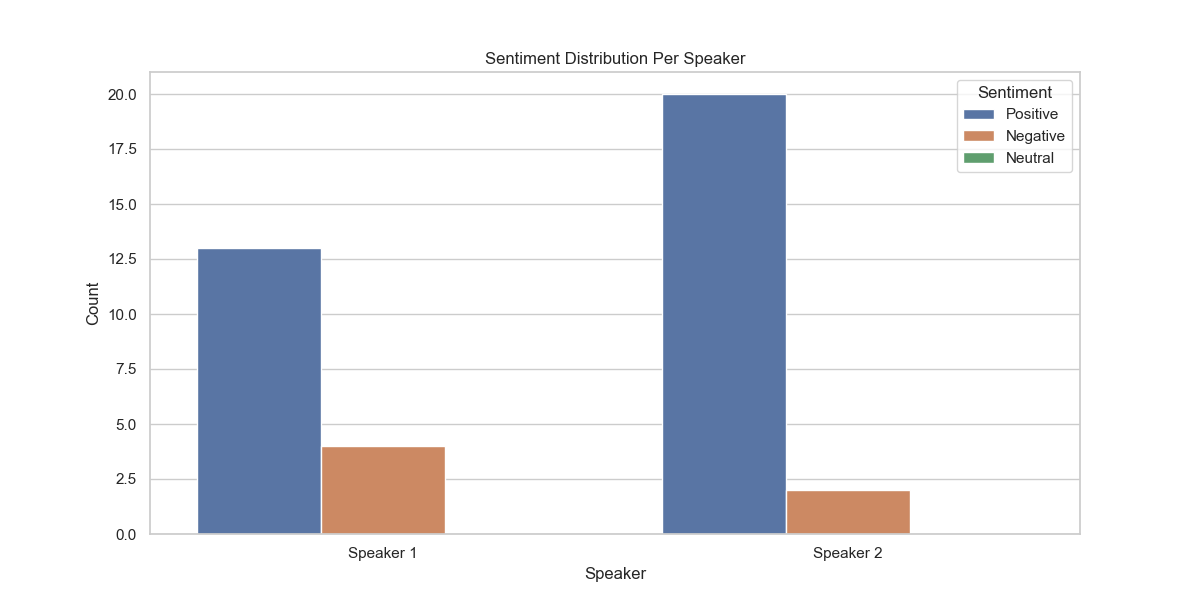 Sentiment Distribution Per Speaker
Sentiment
Positive
Negative
Neutral
20.0
17.5
15.0
12.5
10.0
7.5
5.0
2.5
0.0
Count
Speaker 1
Speaker 2
Speaker